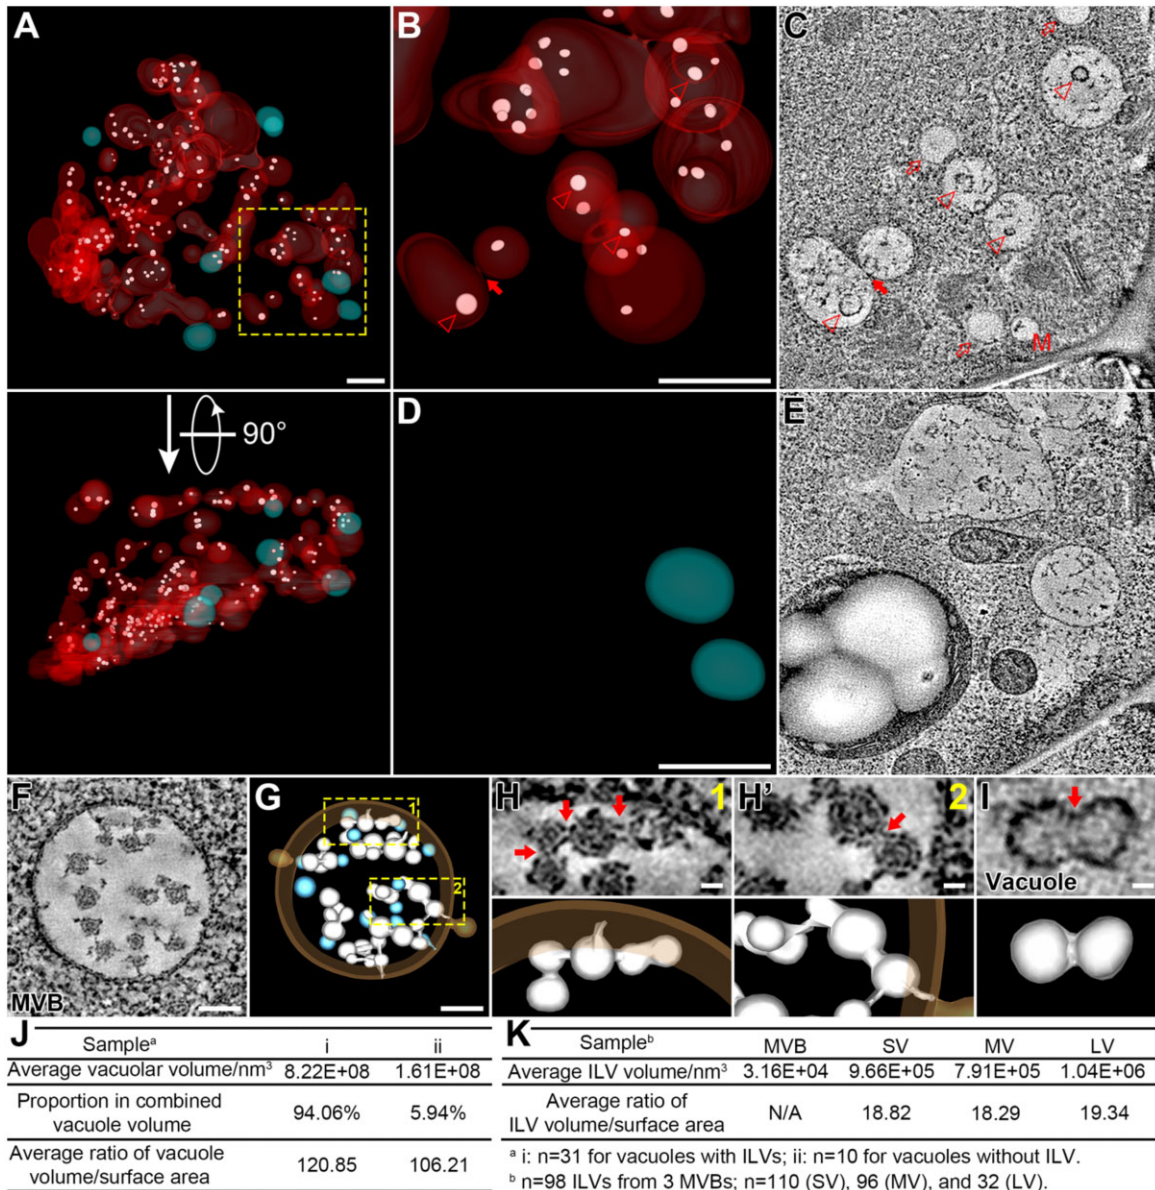 A
B
C
M
90°
D
E
F
MVB
G
1
2
H
1
H'
2
I
Vacuole
J
Sampleᵃ i ii
Average vacuolar volume/nm³ 8.22E+08 1.61E+08
Proportion in combined
vacuole volume 94.06% 5.94%
Average ratio of vacuole
volume/surface area 120.85 106.21
K
Sampleᵇ MVB SV MV LV
Average ILV volume/nm³ 3.16E+04 9.66E+05 7.91E+05 1.04E+06
Average ratio of
ILV volume/surface area N/A 18.82 18.29 19.34
ᵃ i: n=31 for vacuoles with ILVs; ii: n=10 for vacuoles without ILV.
ᵇ n=98 ILVs from 3 MVBs; n=110 (SV), 96 (MV), and 32 (LV).